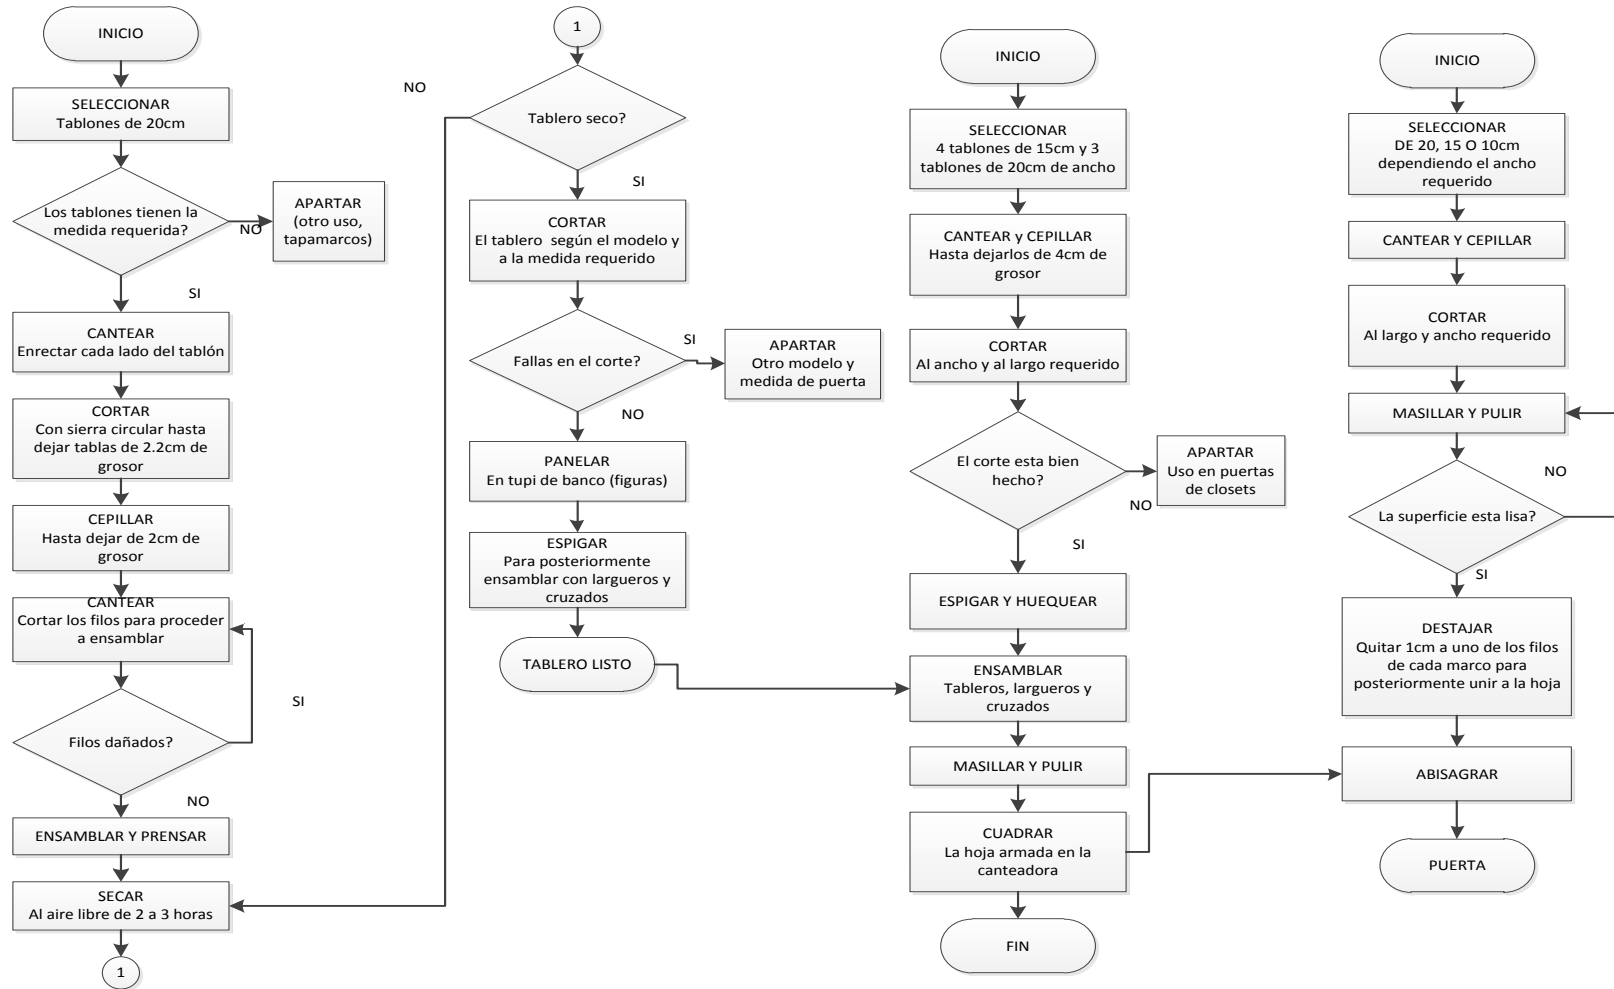 INICIO
SELECCIONAR
Tablones de 20cm
Los tablones tienen la
medida requerida?
NO
APARTAR
(otro uso,
tapamarcos)
SI
CANTEAR
Enrectar cada lado del tablón
CORTAR
Con sierra circular hasta
dejar tablas de 2.2cm de
grosor
CEPILLAR
Hasta dejar de 2cm de
grosor
CANTEAR
Cortar los filos para proceder
a ensamblar
SI
Filos dañados?
NO
ENSAMBLAR Y PRENSAR
SECAR
Al aire libre de 2 a 3 horas
1
1
NO
Tablero seco?
SI
CORTAR
El tablero según el modelo y
a la medida requerido
Fallas en el corte?
SI
APARTAR
Otro modelo y
medida de puerta
NO
PANELAR
En tupi de banco (figuras)
ESPIGAR
Para posteriormente
ensamblar con largueros y
cruzados
TABLERO LISTO
INICIO
SELECCIONAR
4 tablones de 15cm y 3
tablones de 20cm de ancho
CANTEAR y CEPILLAR
Hasta dejarlos de 4cm de
grosor
CORTAR
Al ancho y al largo requerido
El corte esta bien
hecho?
NO
APARTAR
Uso en puertas
de closets
SI
ESPIGAR Y HUEQUEAR
ENSAMBLAR
Tableros, largueros y
cruzados
MASILLAR Y PULIR
CUADRAR
La hoja armada en la
canteadora
FIN
INICIO
SELECCIONAR
DE 20, 15 O 10cm
dependiendo el ancho
requerido
CANTEAR Y CEPILLAR
CORTAR
Al largo y ancho requerido
MASILLAR Y PULIR
NO
La superficie esta lisa?
SI
DESTAJAR
Quitar 1cm a uno de los filos
de cada marco para
posteriormente unir a la hoja
ABISAGRAR
PUERTA